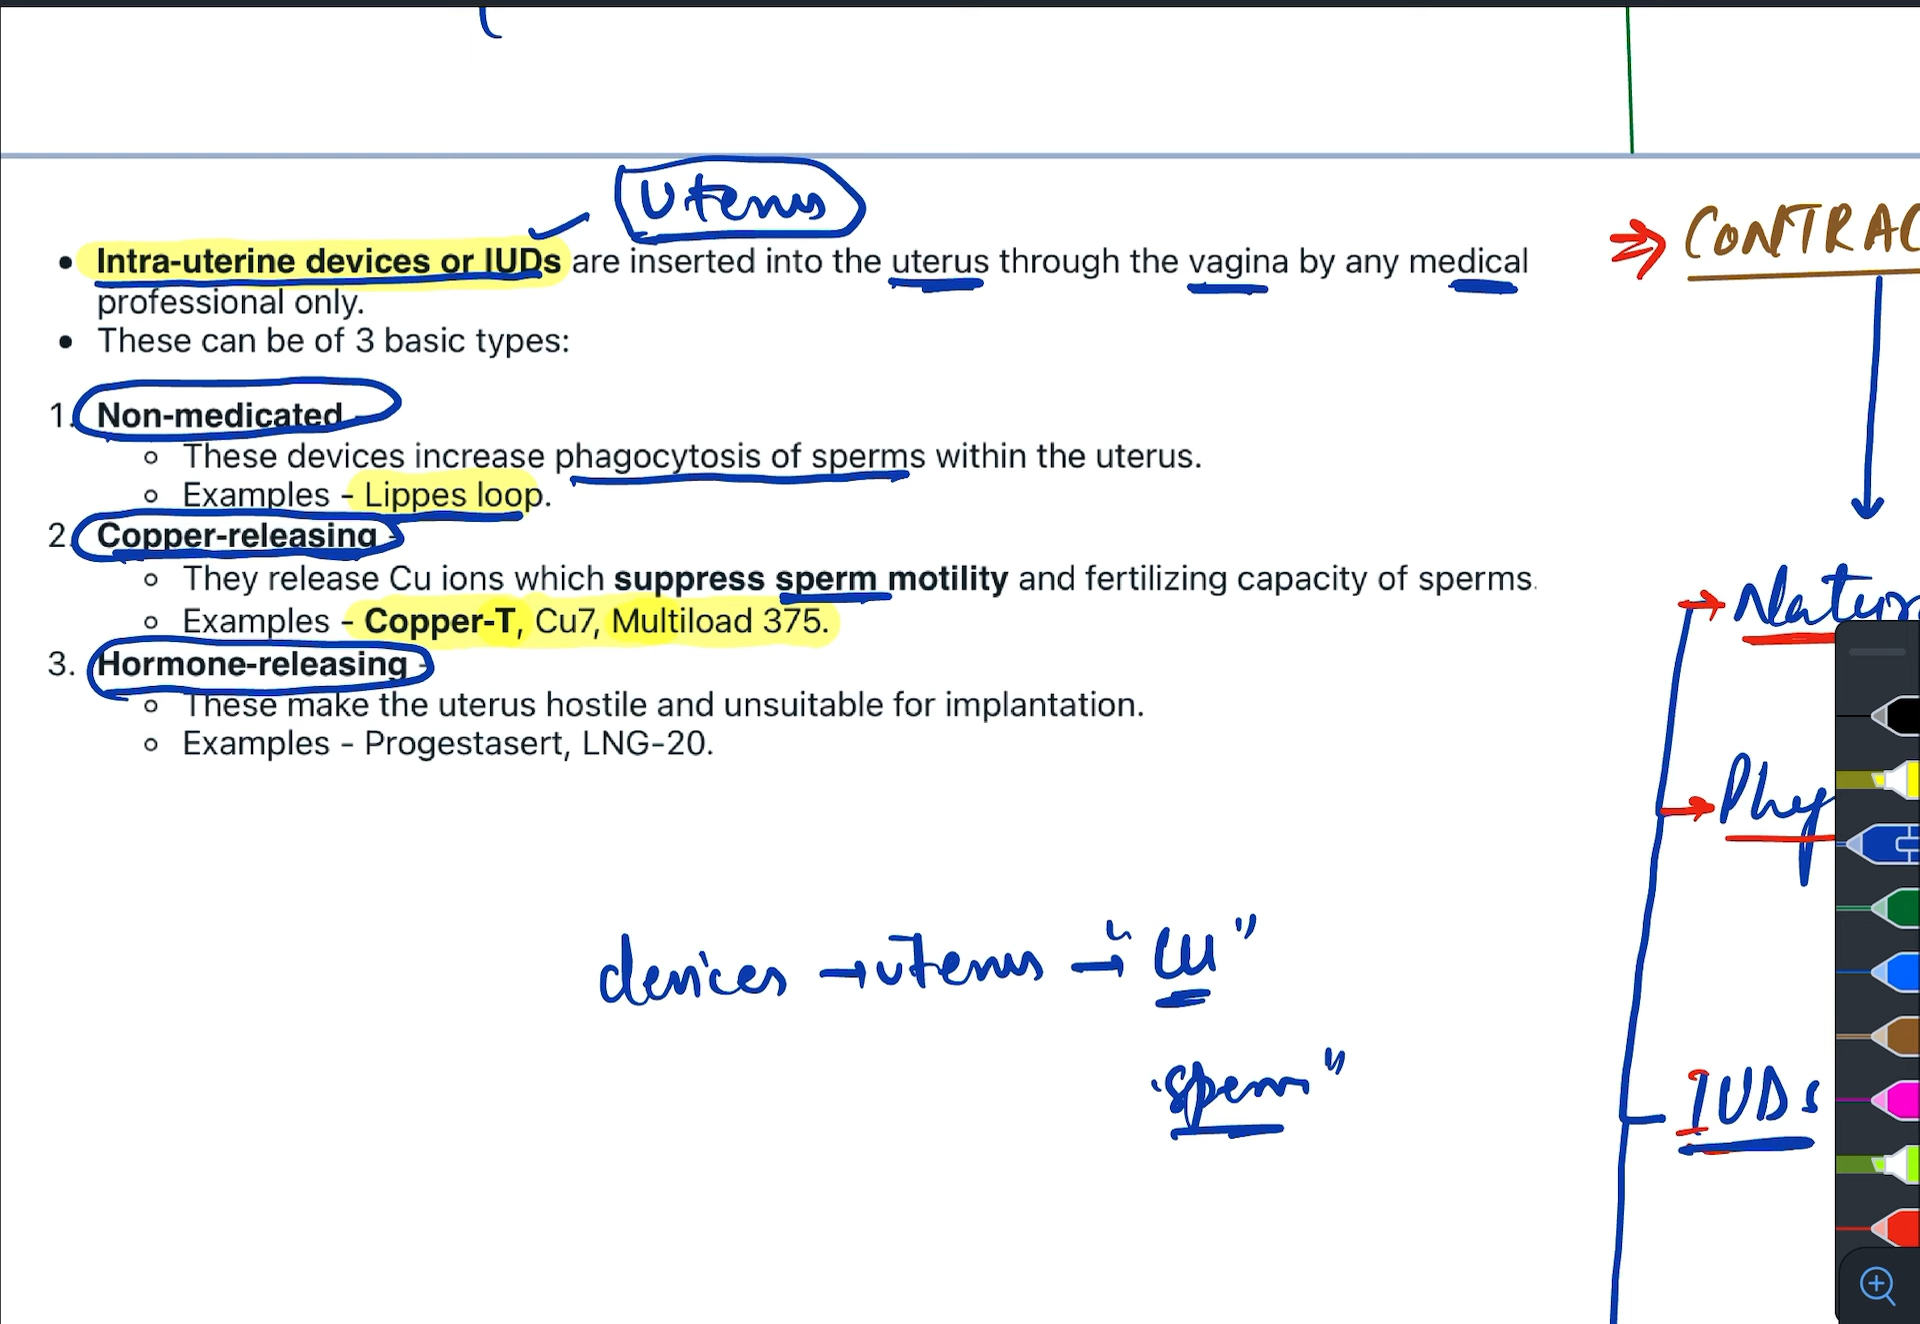 Uterus
• Intra-uterine devices or IUDs are inserted into the uterus through the vagina by any medical
professional only.
• These can be of 3 basic types:
1. Non-medicated -
○ These devices increase phagocytosis of sperms within the uterus.
○ Examples - Lippes loop.
2. Copper-releasing -
○ They release Cu ions which suppress sperm motility and fertilizing capacity of sperms.
○ Examples - Copper-T, Cu7, Multiload 375.
3. Hormone-releasing -
○ These make the uterus hostile and unsuitable for implantation.
○ Examples - Progestasert, LNG-20.
devices → uterus → "Cu"
"sperm"
⇒ CONTRAC
→ Natur
→ Phy
IUDs